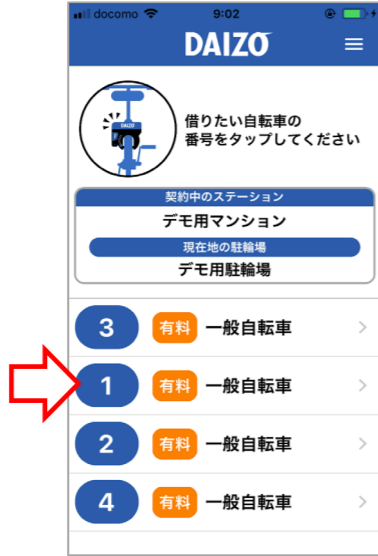 docomo 9:02
DAIZO
DAIZO
借りたい自転車の
番号をタップしてください
契約中のステーション
デモ用マンション
現在地の駐輪場
デモ用駐輪場
3 有料 一般自転車
1 有料 一般自転車
2 有料 一般自転車
4 有料 一般自転車